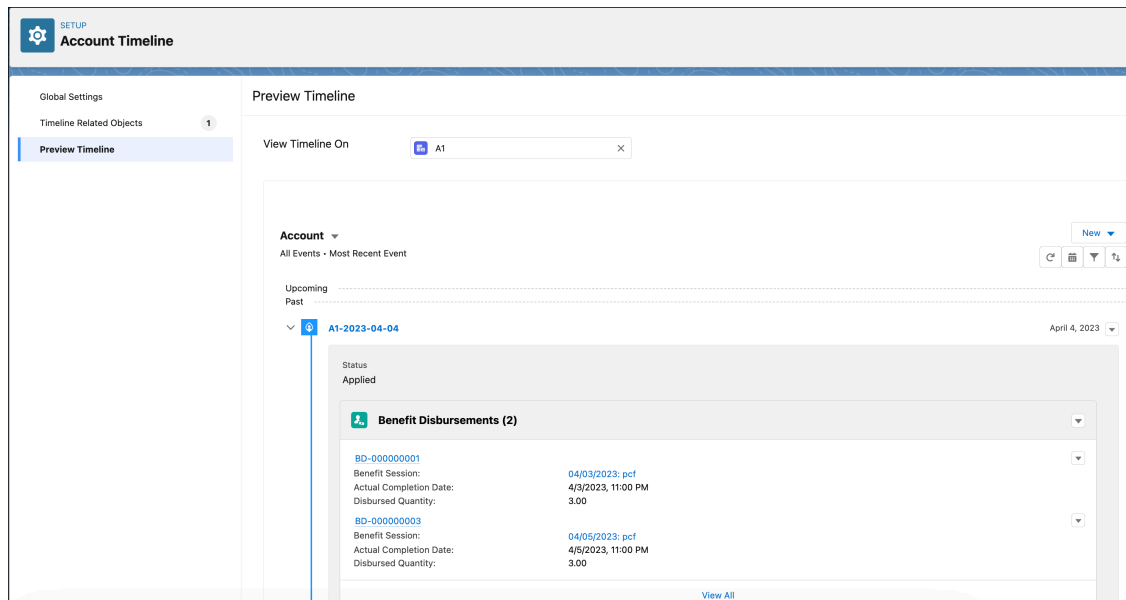 SETUP
Account Timeline
Global Settings
Timeline Related Objects 1
Preview Timeline
Preview Timeline
View Timeline On A1
Account
New
All Events • Most Recent Event
Upcoming
Past
A1-2023-04-04 April 4, 2023
Status
Applied
Benefit Disbursements (2)
BD-000000001
Benefit Session: 04/03/2023: pcf
Actual Completion Date: 4/3/2023, 11:00 PM
Disbursed Quantity: 3.00
BD-000000003
Benefit Session: 04/05/2023: pcf
Actual Completion Date: 4/5/2023, 11:00 PM
Disbursed Quantity: 3.00
View All